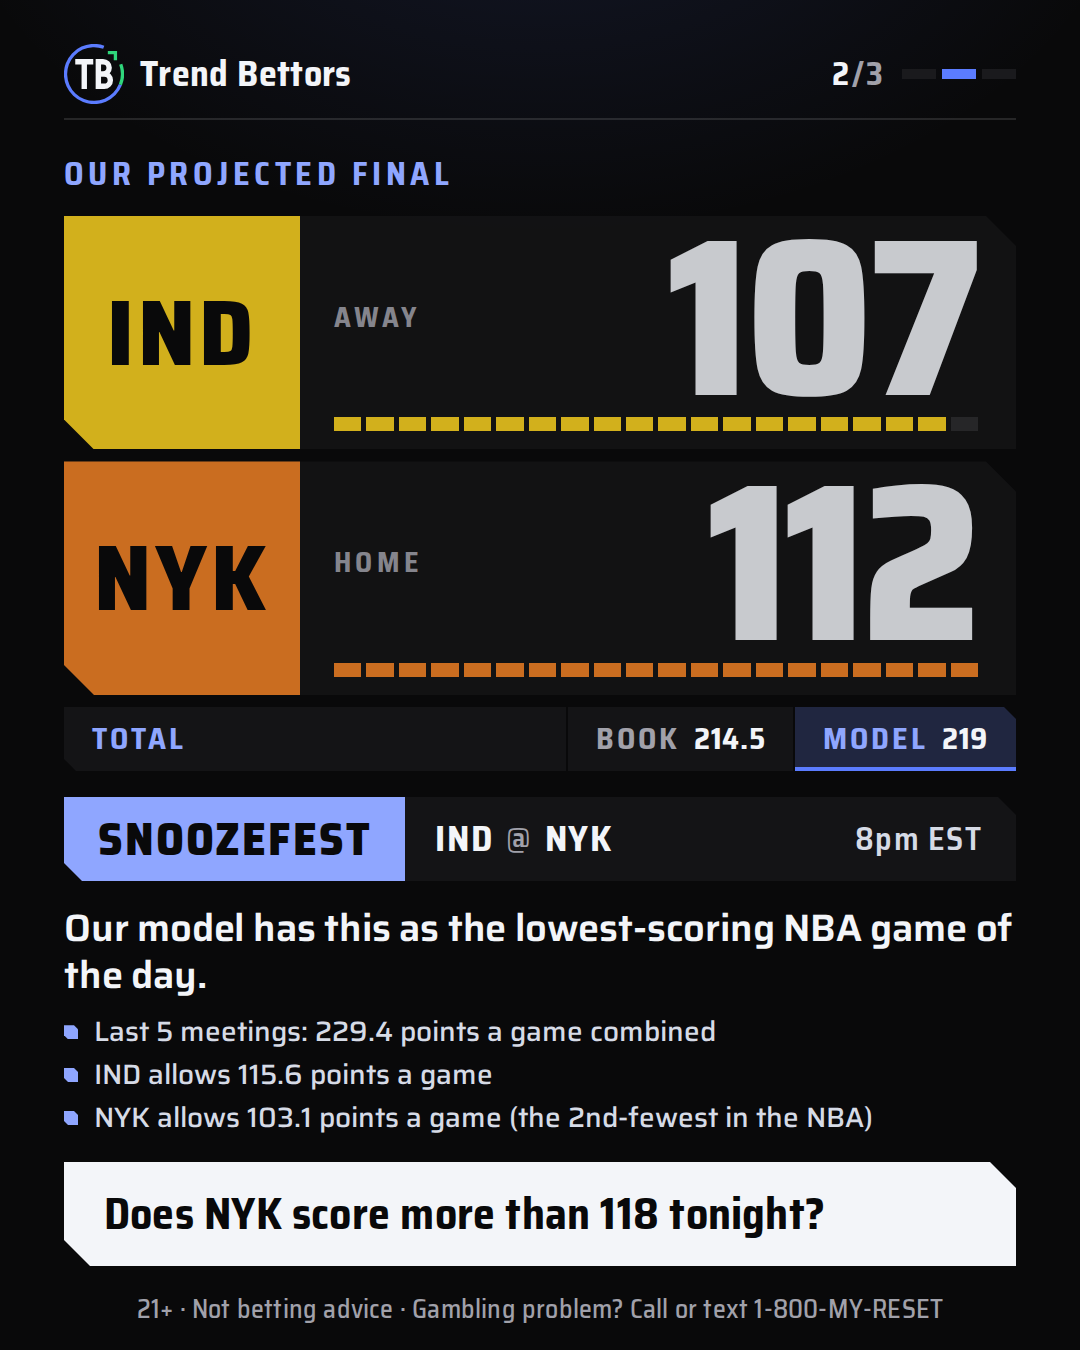 TB Trend Bettors
2/3
OUR PROJECTED FINAL
IND
AWAY
107
NYK
HOME
112
TOTAL BOOK 214.5 MODEL 219
SNOOZEFEST IND @ NYK 8pm EST
Our model has this as the lowest-scoring NBA game of
the day.
Last 5 meetings: 229.4 points a game combined
IND allows 115.6 points a game
NYK allows 103.1 points a game (the 2nd-fewest in the NBA)
Does NYK score more than 118 tonight?
21+ · Not betting advice · Gambling problem? Call or text 1-800-MY-RESET